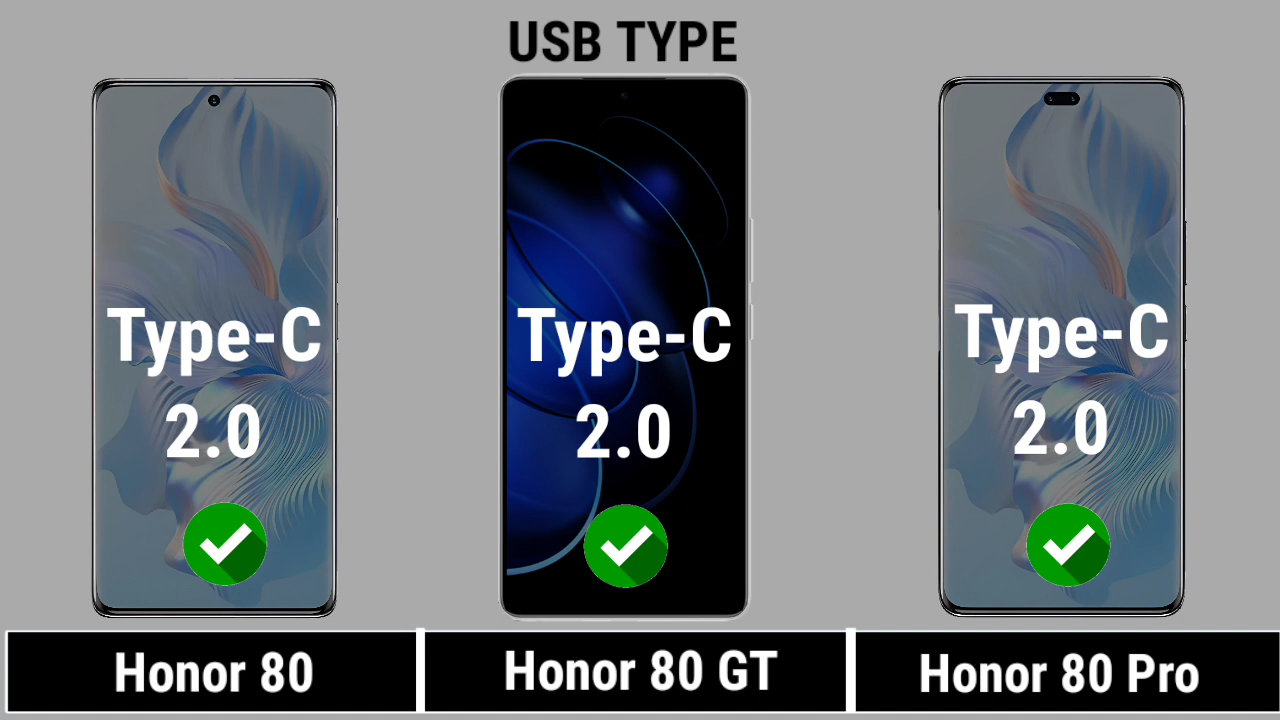 USB TYPE
Type-C
2.0
Type-C
2.0
Type-C
2.0
Honor 80
Honor 80 GT
Honor 80 Pro